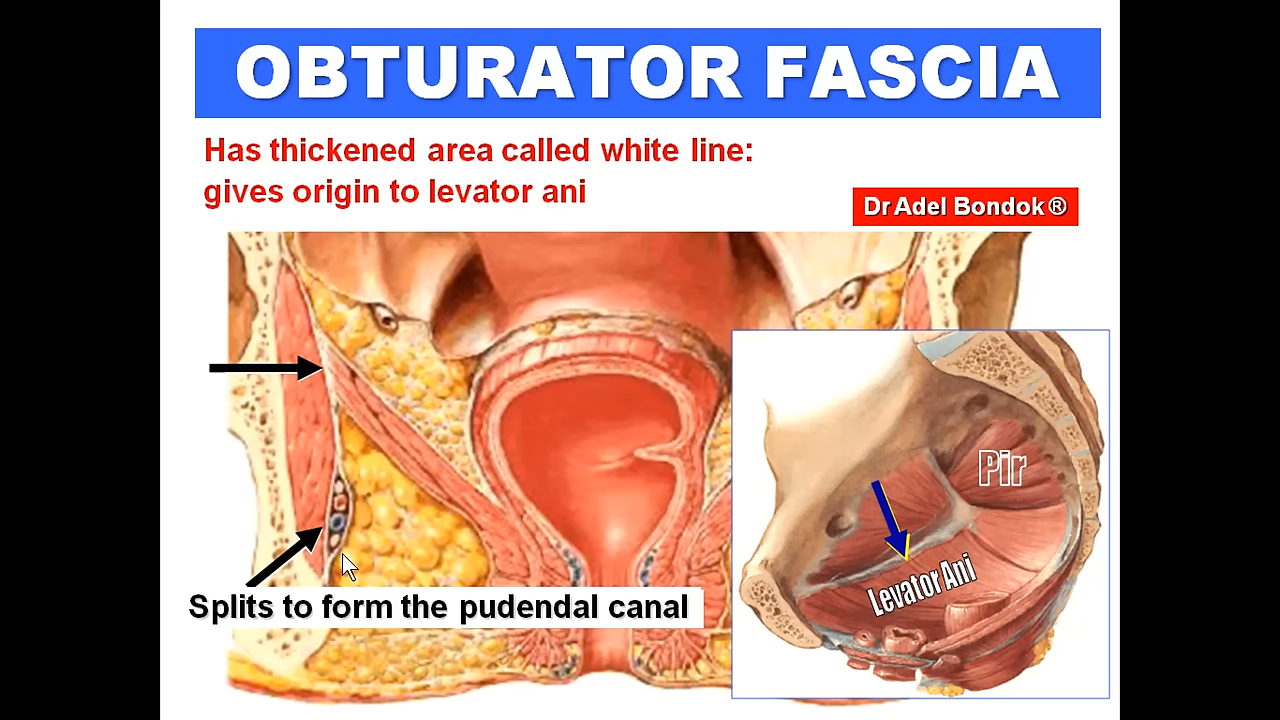 OBTURATOR FASCIA
Has thickened area called white line:
gives origin to levator ani
Dr Adel Bondok ®
Pir
Levator Ani
Splits to form the pudendal canal